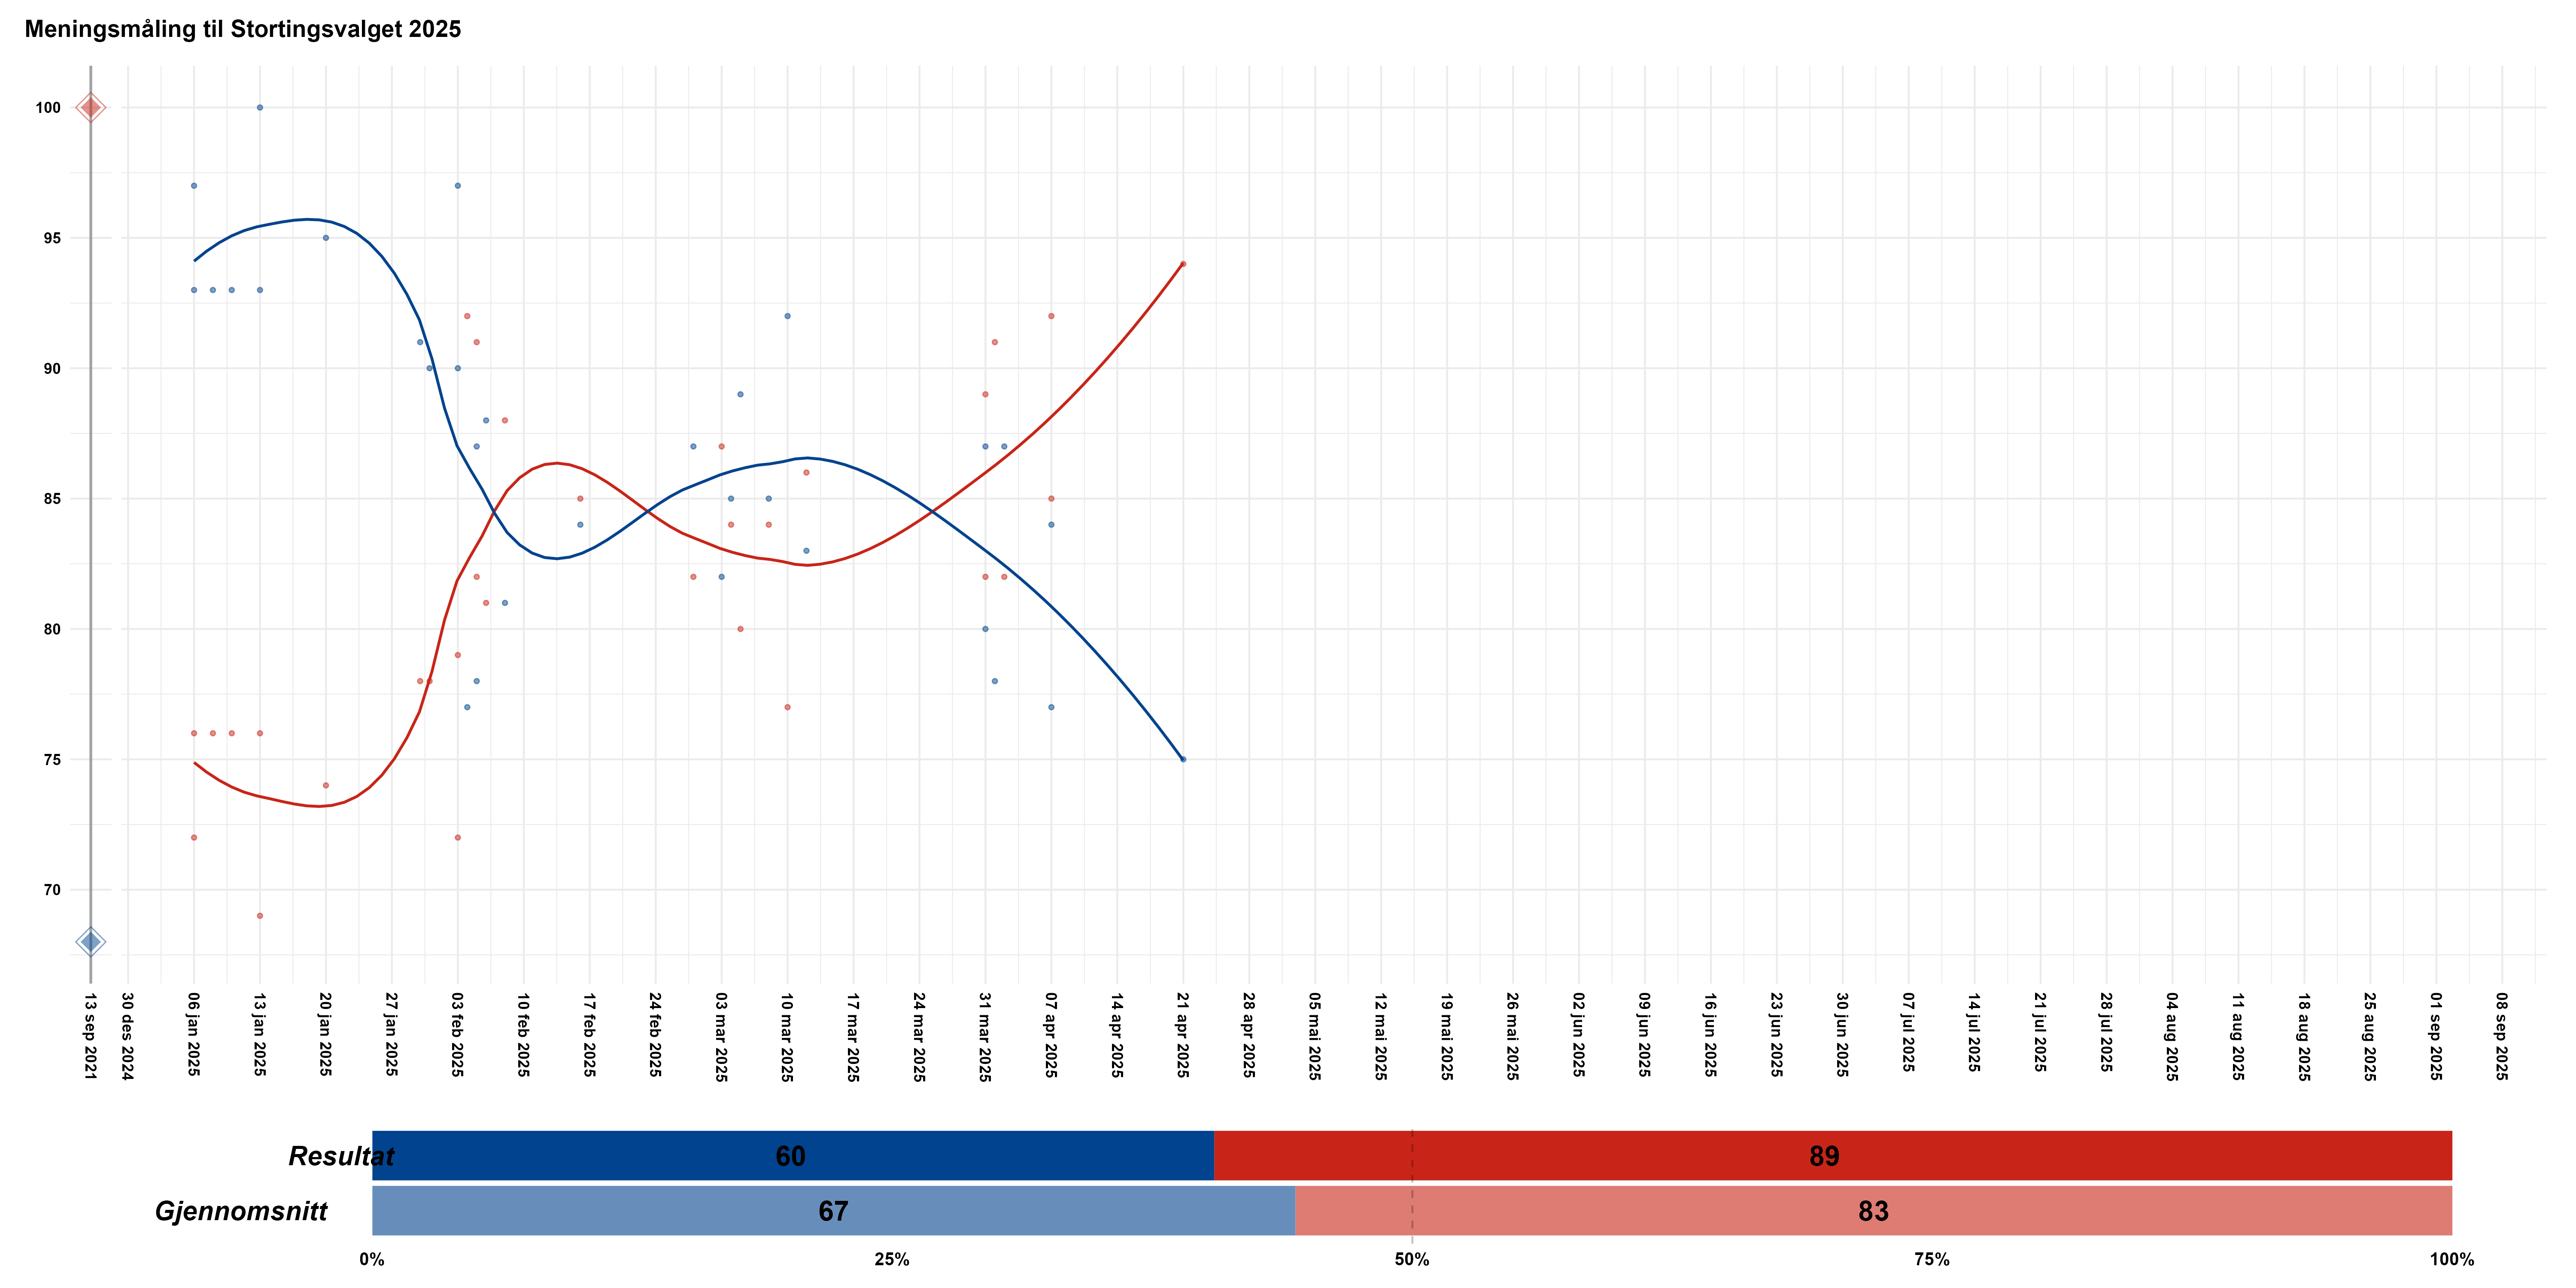 Meningsmåling til Stortingsvalget 2025
100
95
90
85
80
75
70
13 sep 2021
30 des 2024
06 jan 2025
13 jan 2025
20 jan 2025
27 jan 2025
03 feb 2025
10 feb 2025
17 feb 2025
24 feb 2025
03 mar 2025
10 mar 2025
17 mar 2025
24 mar 2025
31 mar 2025
07 apr 2025
14 apr 2025
21 apr 2025
28 apr 2025
05 mai 2025
12 mai 2025
19 mai 2025
26 mai 2025
02 jun 2025
09 jun 2025
16 jun 2025
23 jun 2025
30 jun 2025
07 jul 2025
14 jul 2025
21 jul 2025
28 jul 2025
04 aug 2025
11 aug 2025
18 aug 2025
25 aug 2025
01 sep 2025
08 sep 2025
Resultat 60 89
Gjennomsnitt 67 83
0% 25% 50% 75% 100%